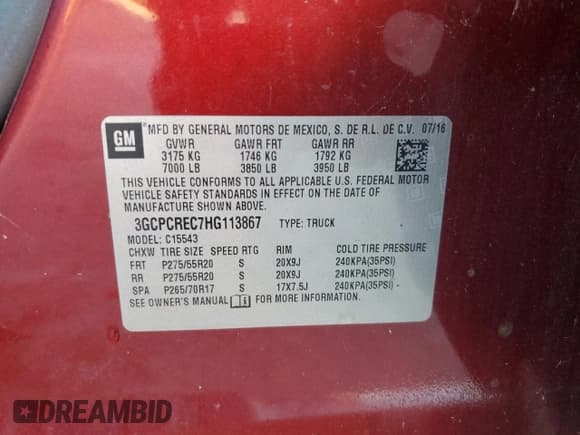 GM
MFD BY GENERAL MOTORS DE MEXICO, S. DE R.L. DE C.V. 07/16
GVWR GAWR FRT GAWR RR
3175 KG 1746 KG 1792 KG
7000 LB 3850 LB 3950 LB
THIS VEHICLE CONFORMS TO ALL APPLICABLE U.S. FEDERAL MOTOR
VEHICLE SAFETY STANDARDS IN EFFECT ON THE DATE OF
MANUFACTURE SHOWN ABOVE.
3GCPCREC7HG113867 TYPE: TRUCK
MODEL: C15543
CHXW TIRE SIZE SPEED RTG RIM COLD TIRE PRESSURE
FRT P275/55R20 S 20X9J 240KPA(35PSI)
RR P275/55R20 S 20X9J 240KPA(35PSI)
SPA P265/70R17 S 17X7.5J 240KPA(35PSI) -
SEE OWNER'S MANUAL FOR MORE INFORMATION.
DREAMBID